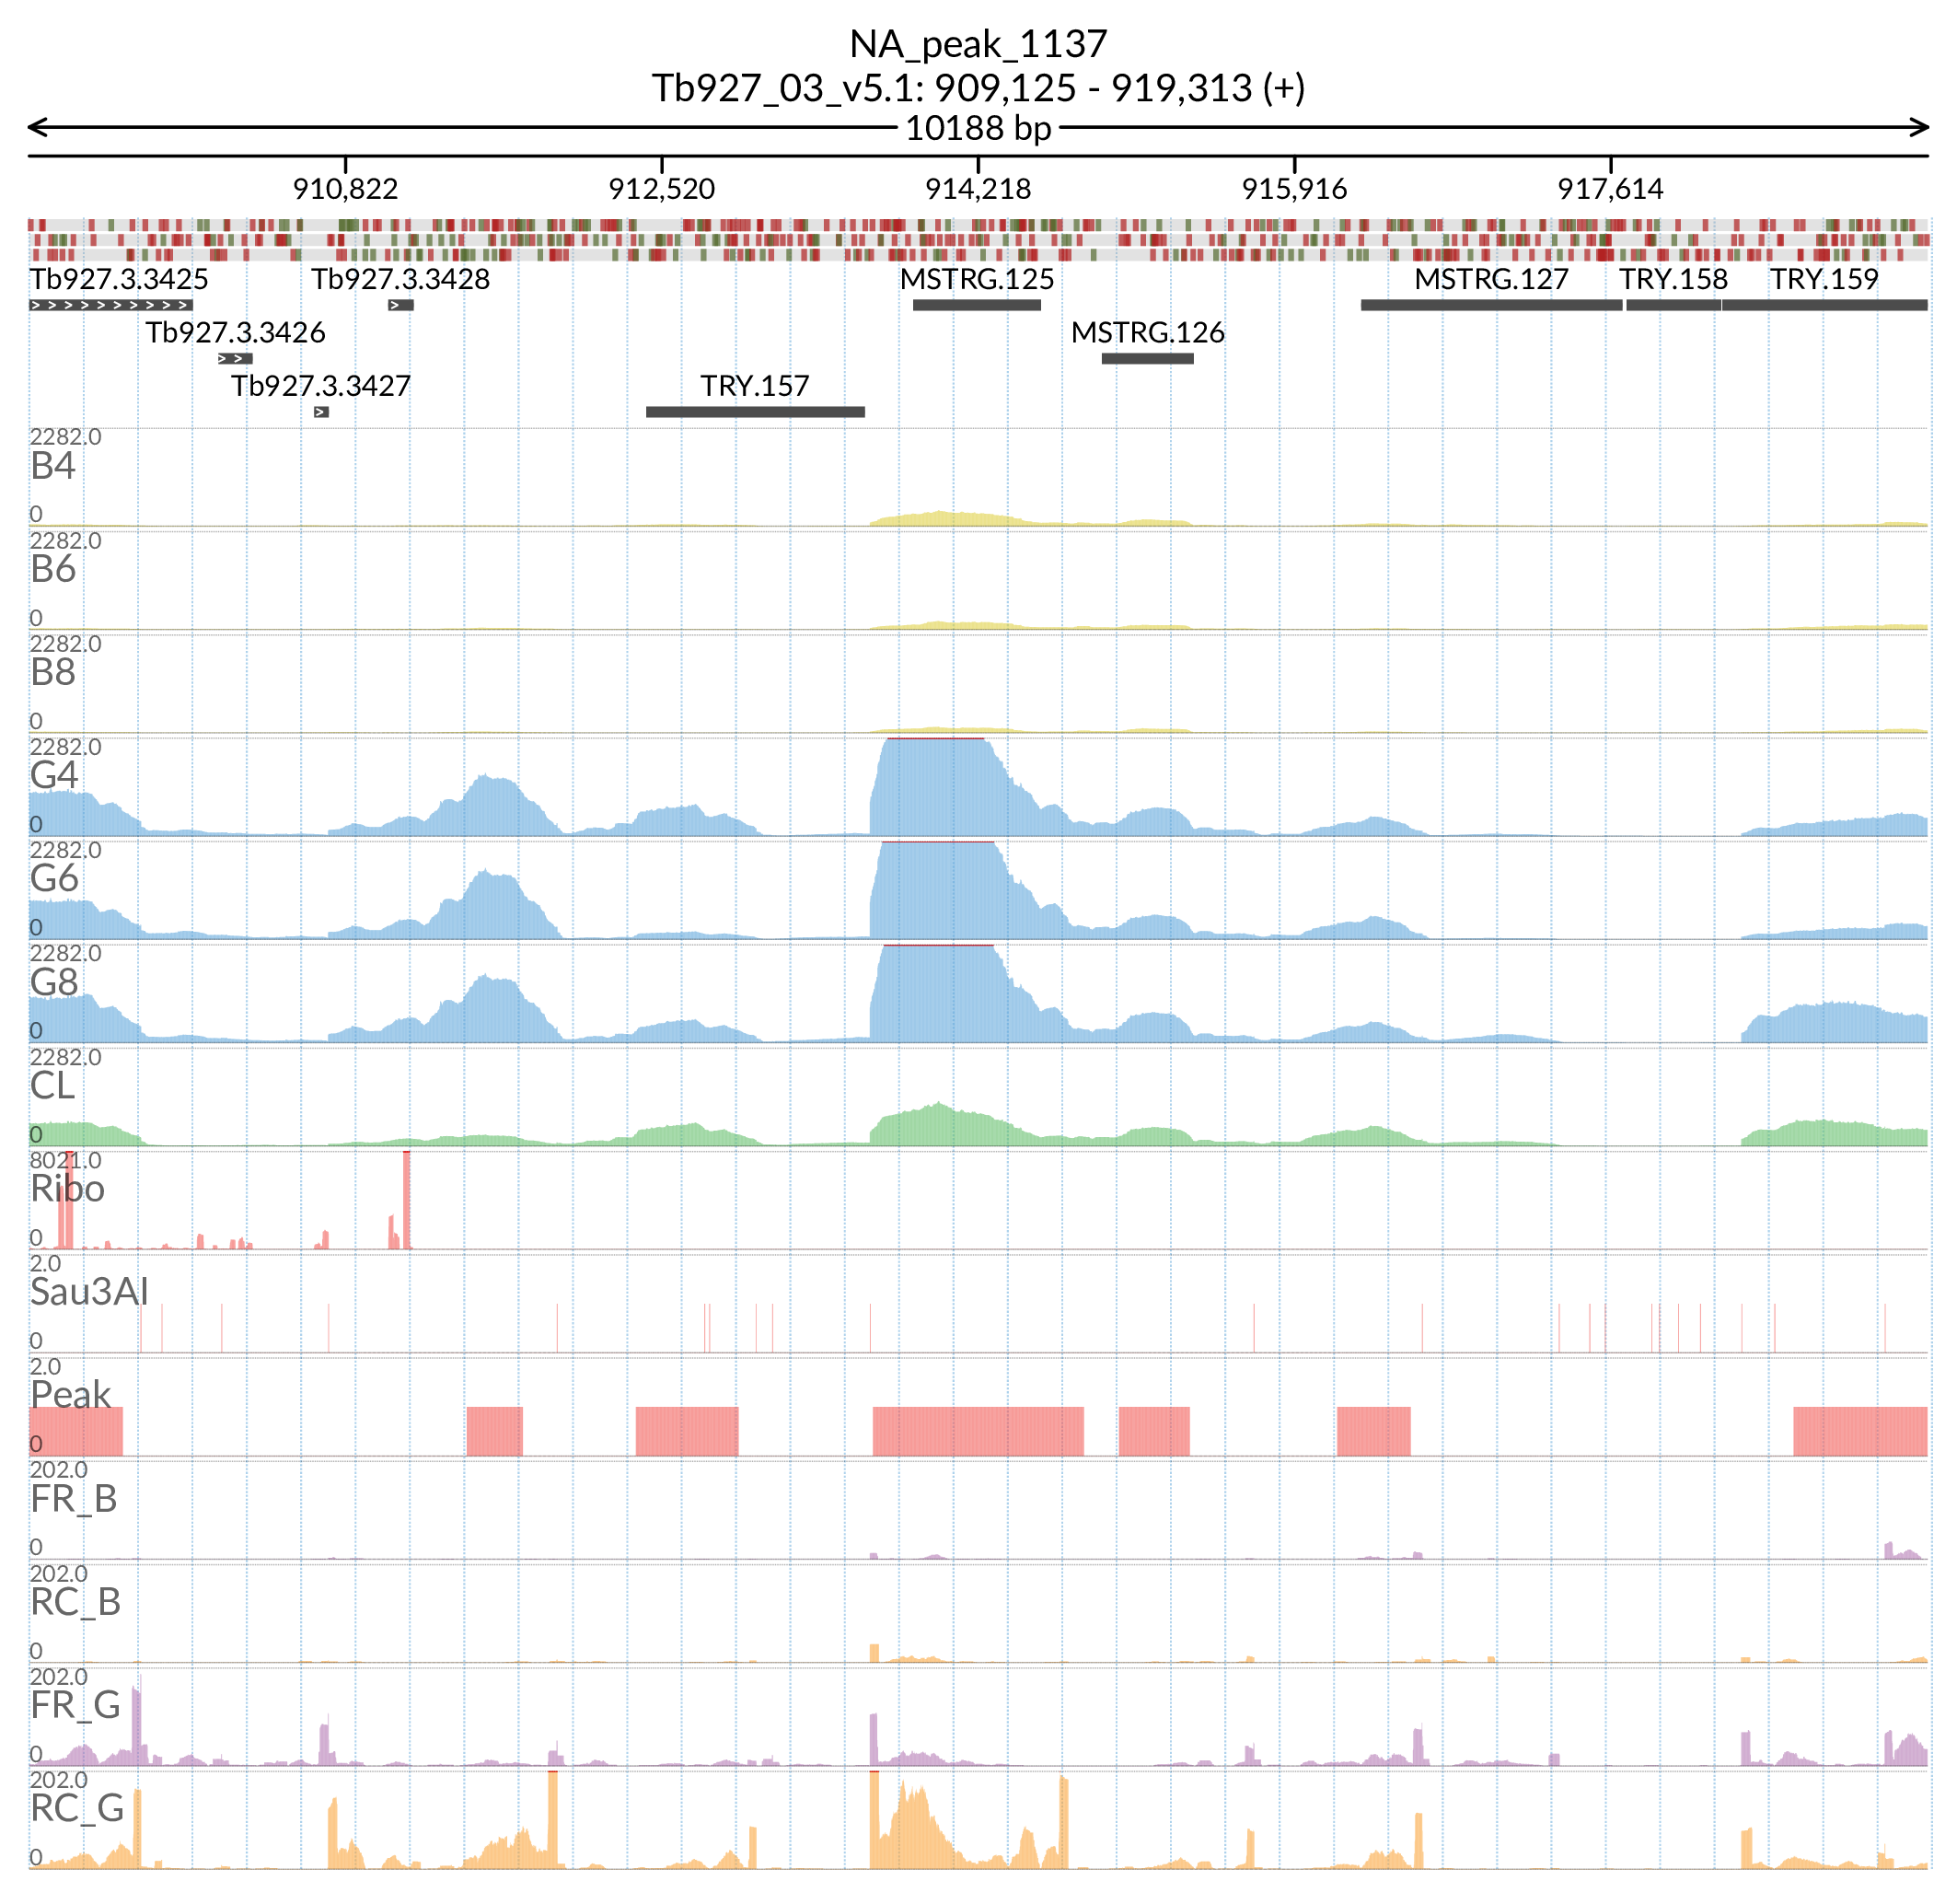 NA_peak_1137
Tb927_03_v5.1: 909,125 - 919,313 (+)
10188 bp
910,822 912,520 914,218 915,916 917,614
Tb927.3.3425 Tb927.3.3428 MSTRG.125 MSTRG.127 TRY.158 TRY.159
Tb927.3.3426 MSTRG.126
Tb927.3.3427 TRY.157
2282.0
B4
0
2282.0
B6
0
2282.0
B8
0
2282.0
G4
0
2282.0
G6
0
2282.0
G8
0
2282.0
CL
0
8021.0
Ribo
0
2.0
Sau3AI
0
2.0
Peak
0
202.0
FR_B
0
202.0
RC_B
0
202.0
FR_G
0
202.0
RC_G
0